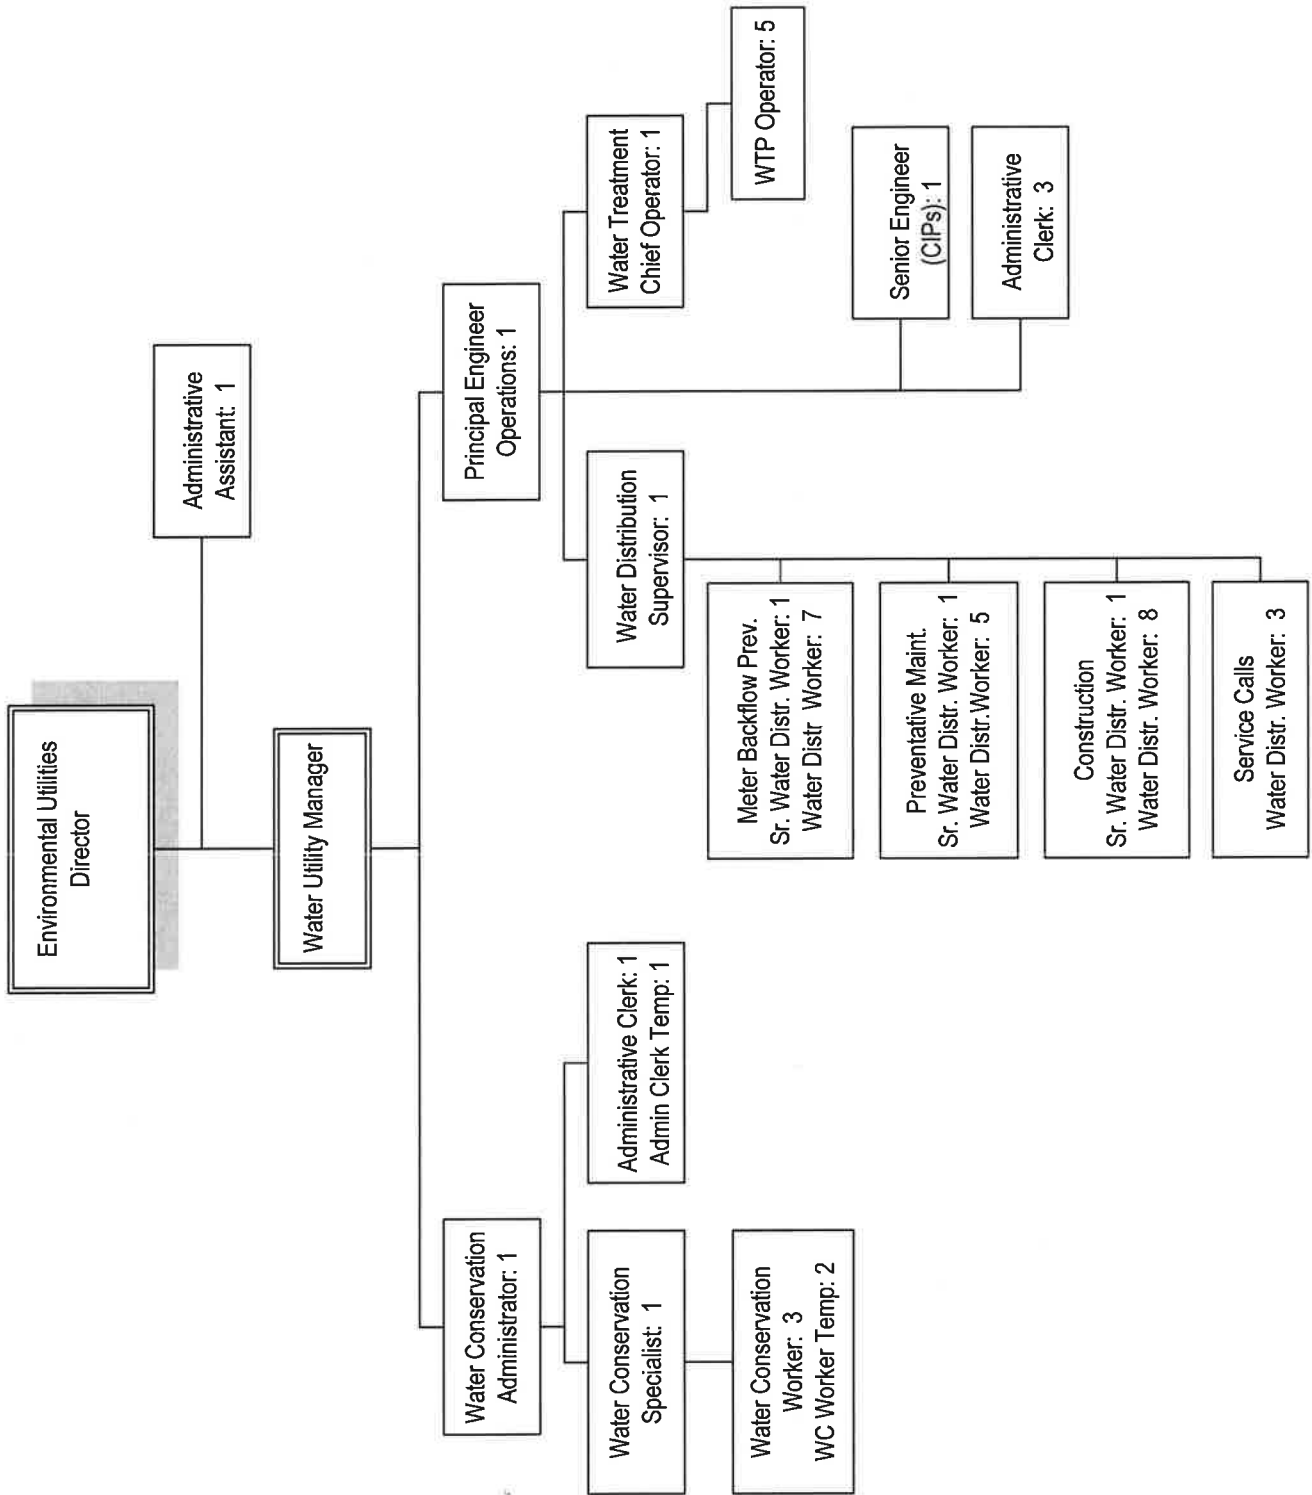 Environmental Utilities
Director
Administrative
Assistant: 1
Water Utility Manager
Water Conservation
Administrator: 1
Principal Engineer
Operations: 1
Water Conservation
Specialist: 1
Administrative Clerk: 1
Admin Clerk Temp: 1
Water Distribution
Supervisor: 1
Water Treatment
Chief Operator: 1
Water Conservation
Worker: 3
WC Worker Temp: 2
Meter Backflow Prev.
Sr. Water Distr. Worker: 1
Water Distr Worker: 7
WTP Operator: 5
Preventative Maint.
Sr. Water Distr. Worker: 1
Water Distr.Worker: 5
Senior Engineer
(CIPs): 1
Construction
Sr. Water Distr. Worker: 1
Water Distr. Worker: 8
Administrative
Clerk: 3
Service Calls
Water Distr. Worker: 3